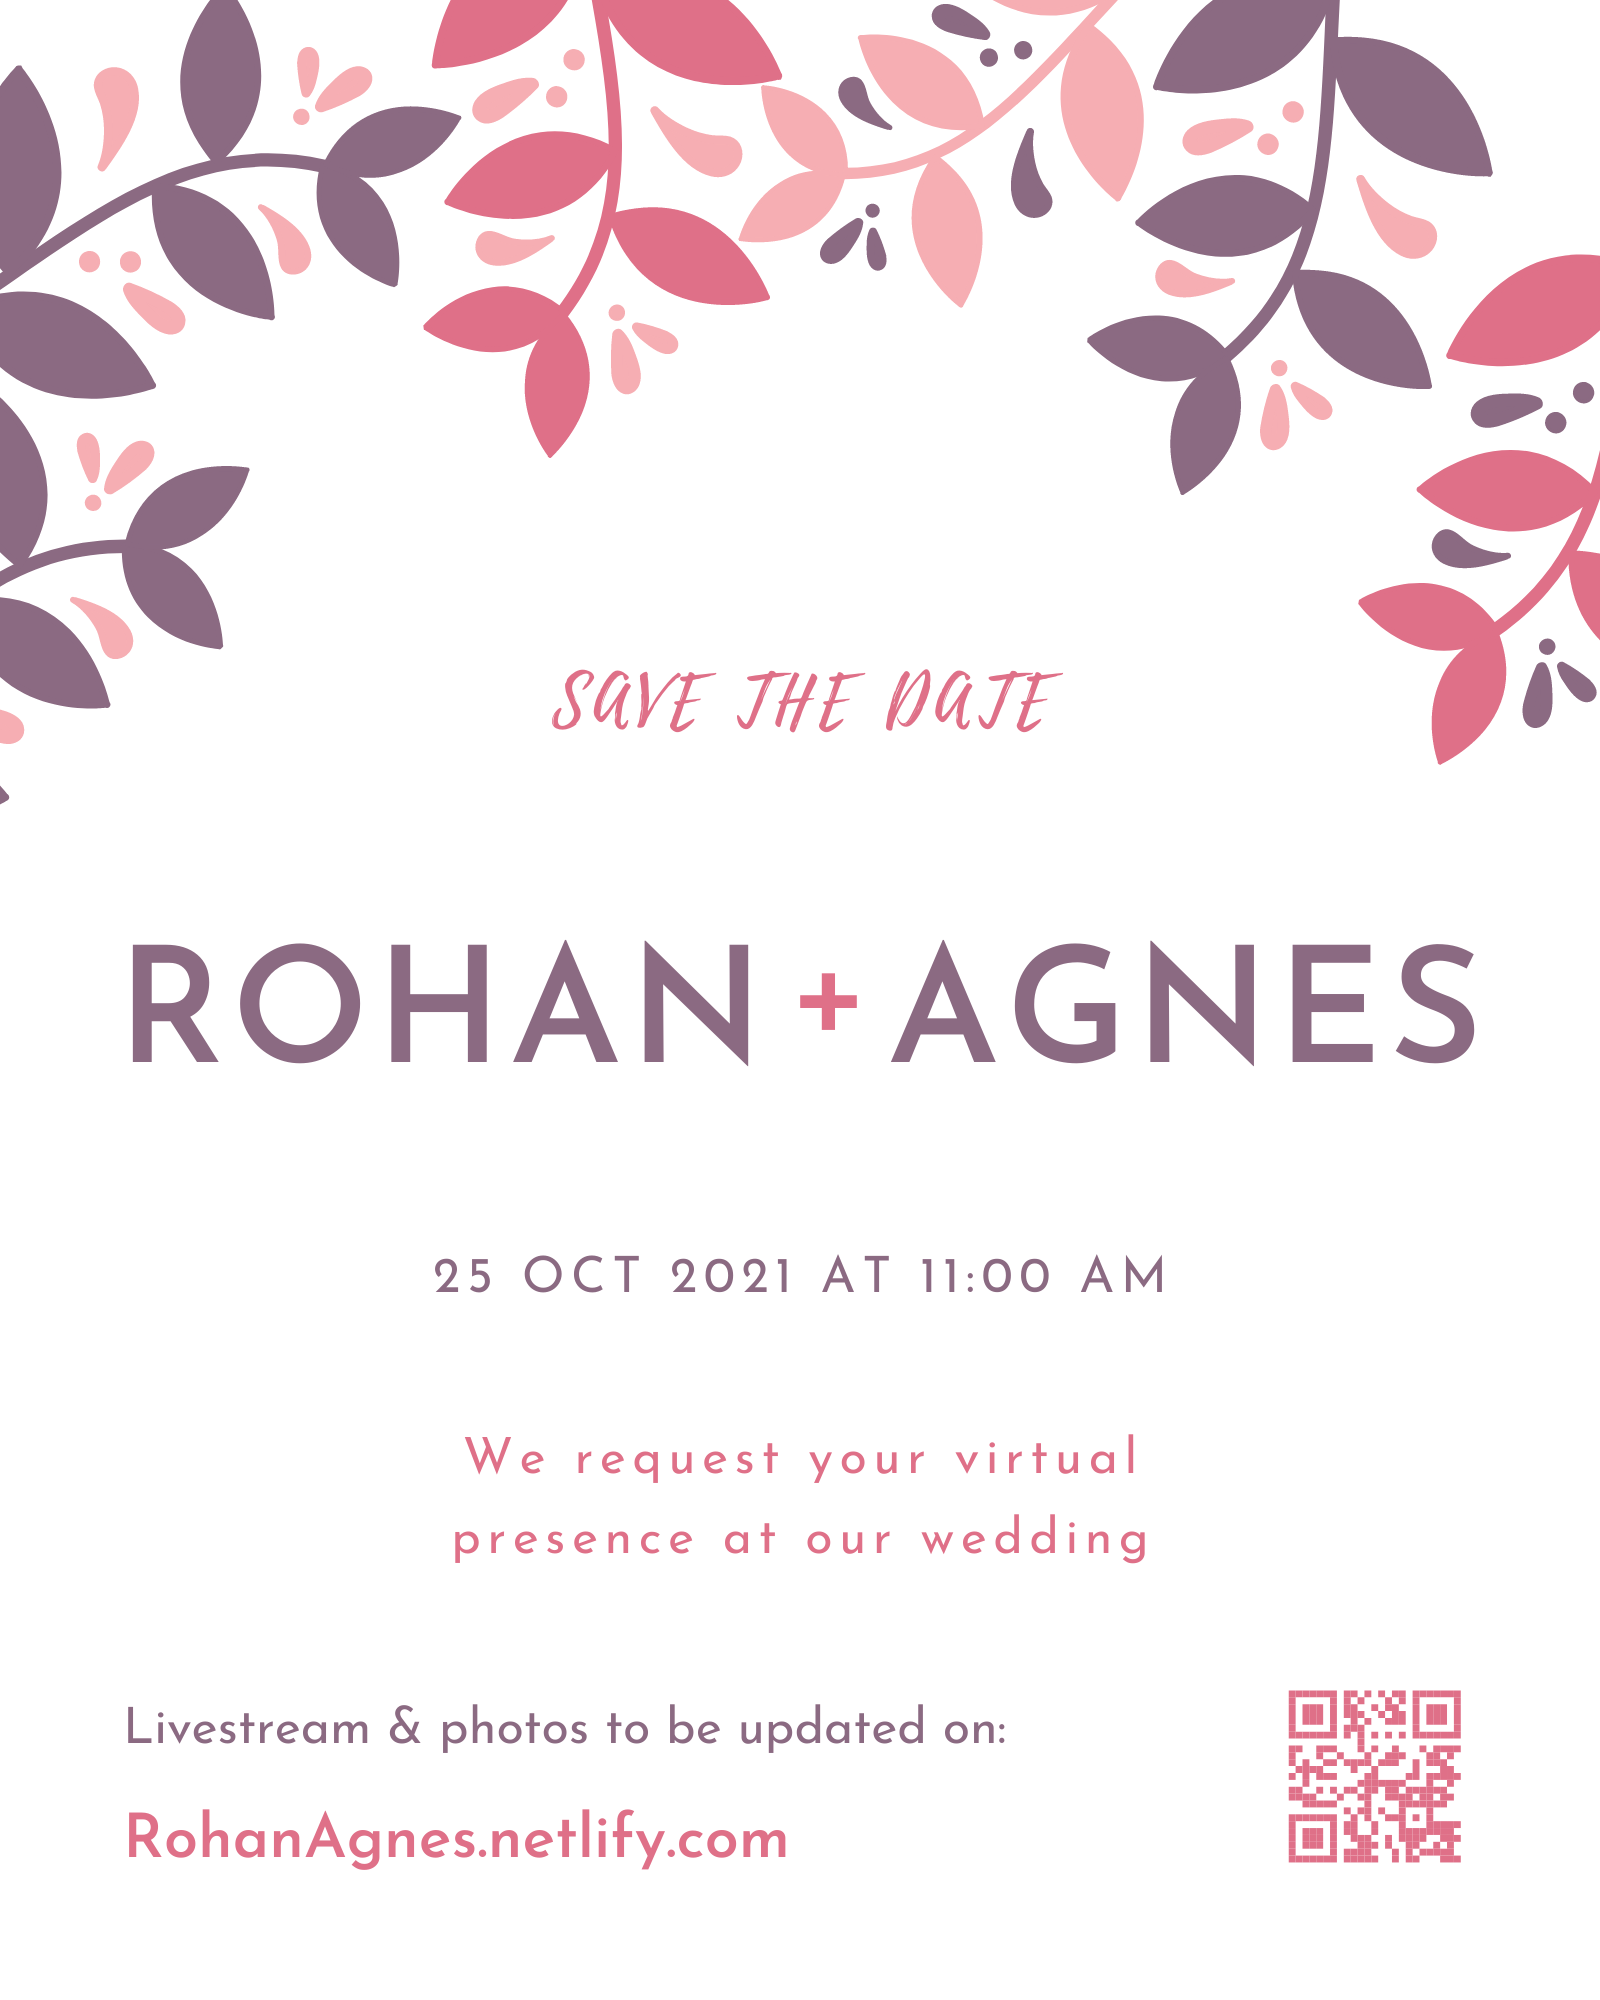 SAVE THE DATE
ROHAN + AGNES
25 OCT 2021 AT 11:00 AM
We request your virtual
presence at our wedding
Livestream & photos to be updated on:
RohanAgnes.netlify.com